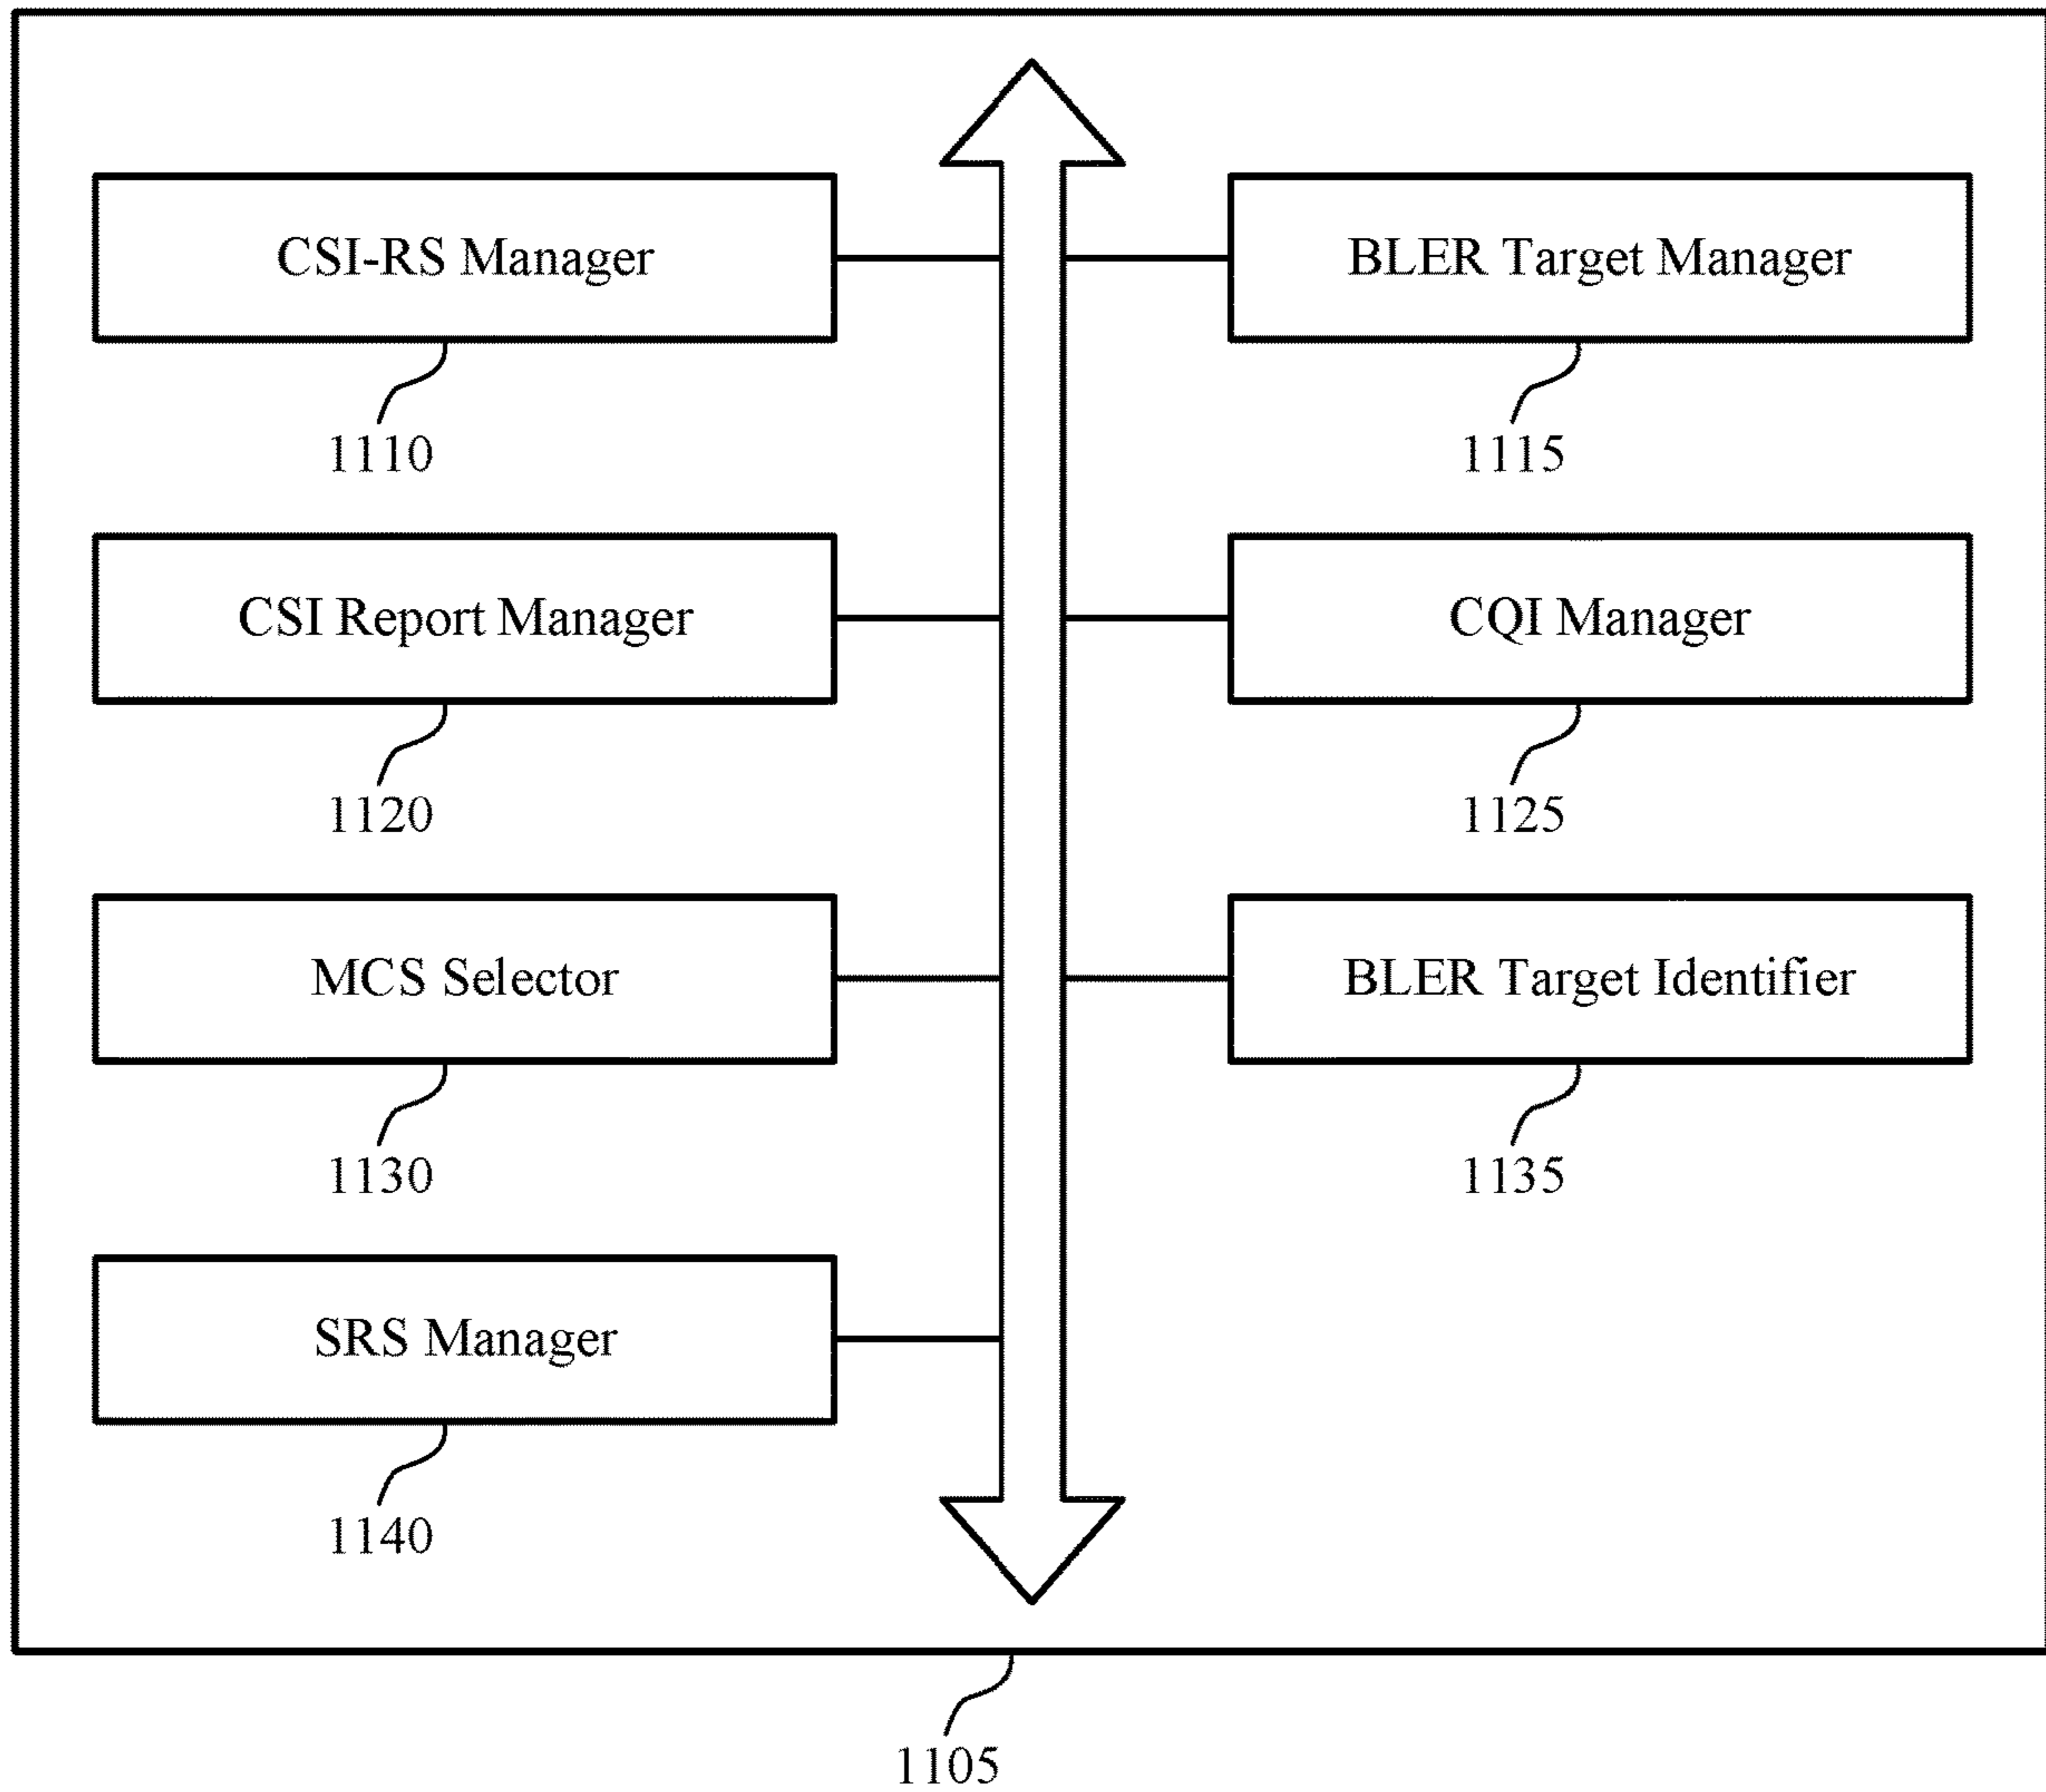 CSI-RS Manager
BLER Target Manager
1110
1115
CSI Report Manager
CQI Manager
1120
1125
MCS Selector
BLER Target Identifier
1130
1135
SRS Manager
1140
1105